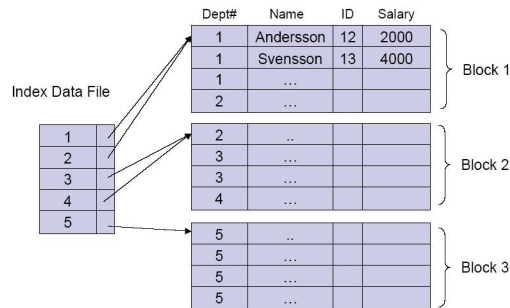 Dept# Name ID Salary
1 Andersson 12 2000
1 Svensson 13 4000
1 ...
2 ...
Block 1
Index Data File
1
2
3
4
5
2 ..
3 ...
3 ...
4 ...
Block 2
5 ..
5 ...
5 ...
5 ...
Block 3